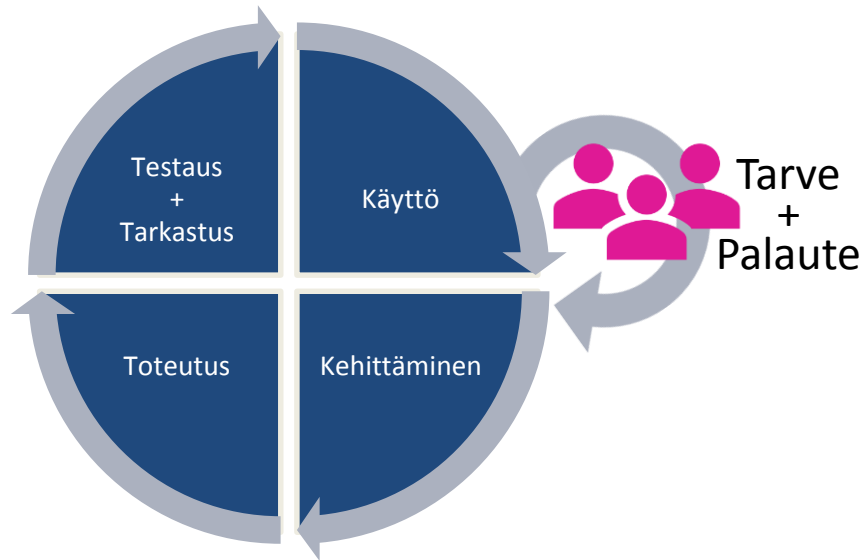 Testaus
+
Tarkastus
Käyttö
Tarve
+
Palaute
Toteutus
Kehittäminen